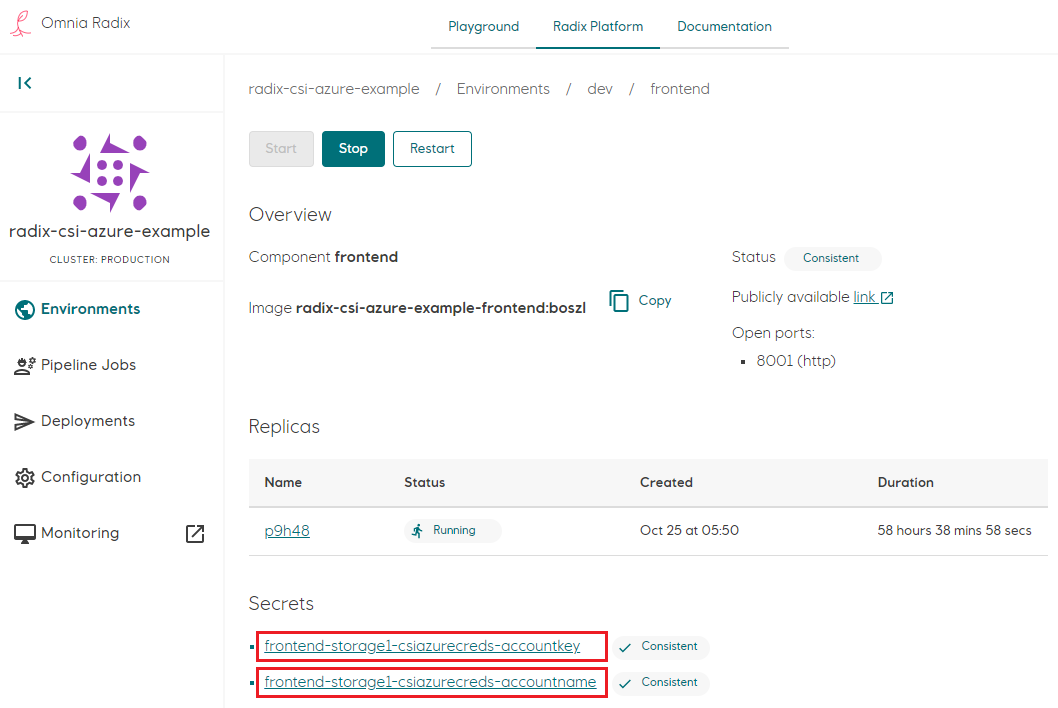 Omnia Radix
Playground
Radix Platform
Documentation
radix-csi-azure-example
CLUSTER: PRODUCTION
Environments
Pipeline Jobs
Deployments
Configuration
Monitoring
radix-csi-azure-example / Environments / dev / frontend
Start Stop Restart
Overview
Component frontend
Image radix-csi-azure-example-frontend:boszl Copy
Status Consistent
Publicly available link
Open ports:
8001 (http)
Replicas
Name Status Created Duration
p9h48 Running Oct 25 at 05:50 58 hours 38 mins 58 secs
Secrets
frontend-storage1-csiazurecreds-accountkey Consistent
frontend-storage1-csiazurecreds-accountname Consistent